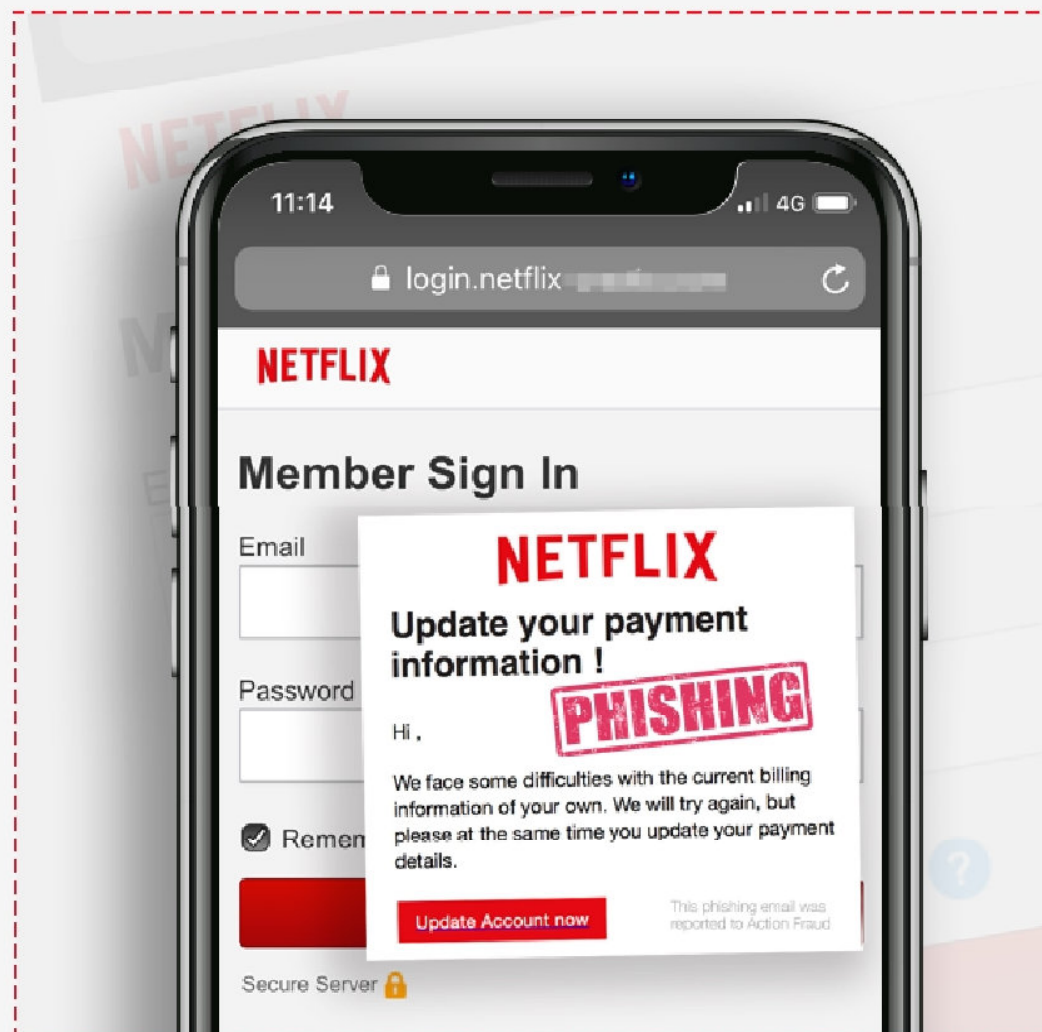 NETFLIX
11:14
4G
login.netflix
NETFLIX
Member Sign In
Email
Password
Remem
Secure Server
NETFLIX
Update your payment
information !
PHISHING
Hi ,
We face some difficulties with the current billing
information of your own. We will try again, but
please at the same time you update your payment
details.
Update Account now
This phishing email was
reported to Action Fraud
?